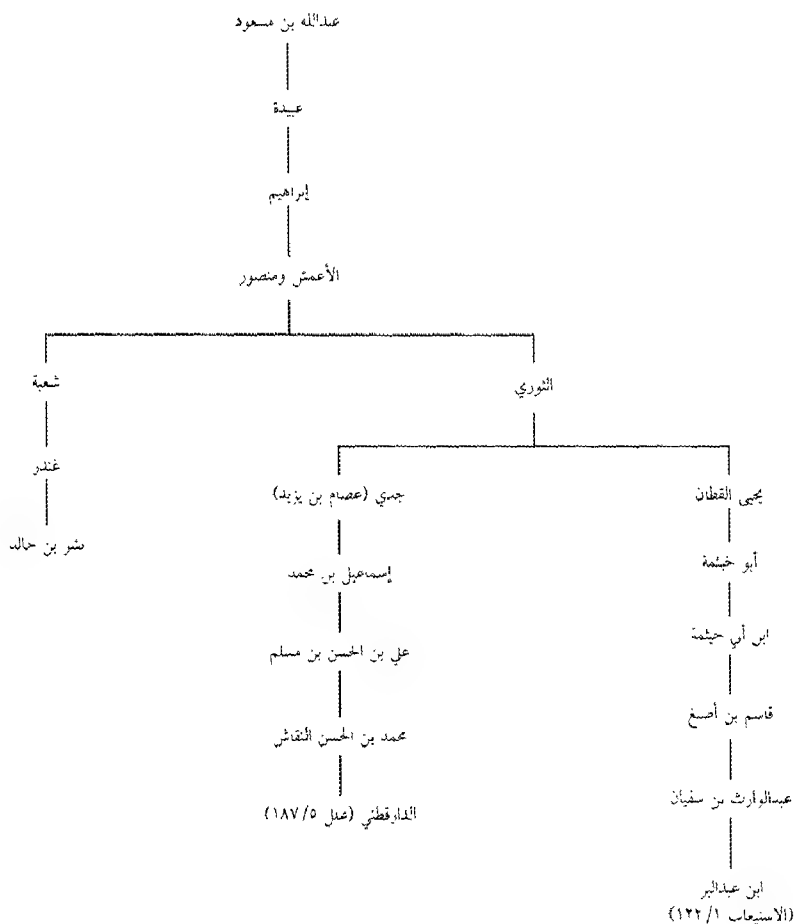 عبدالله بن مسعود
عبيدة
إبراهيم
الأعمش ومنصور
الثوري
شعبة
يحيى القطان
جدي (عصام بن يزيد)
غندر
أبو خيثمة
إسماعيل بن محمد
بشر بن خالد
ابن أبي خيثمة
علي بن الحسن بن مسلم
قاسم بن أصبغ
محمد بن الحسن النقاش
عبدالوارث بن سفيان
الدارقطني (علل ١٨٧/٥)
ابن عبدالبر
(الاستيعاب ١٢٢/١)